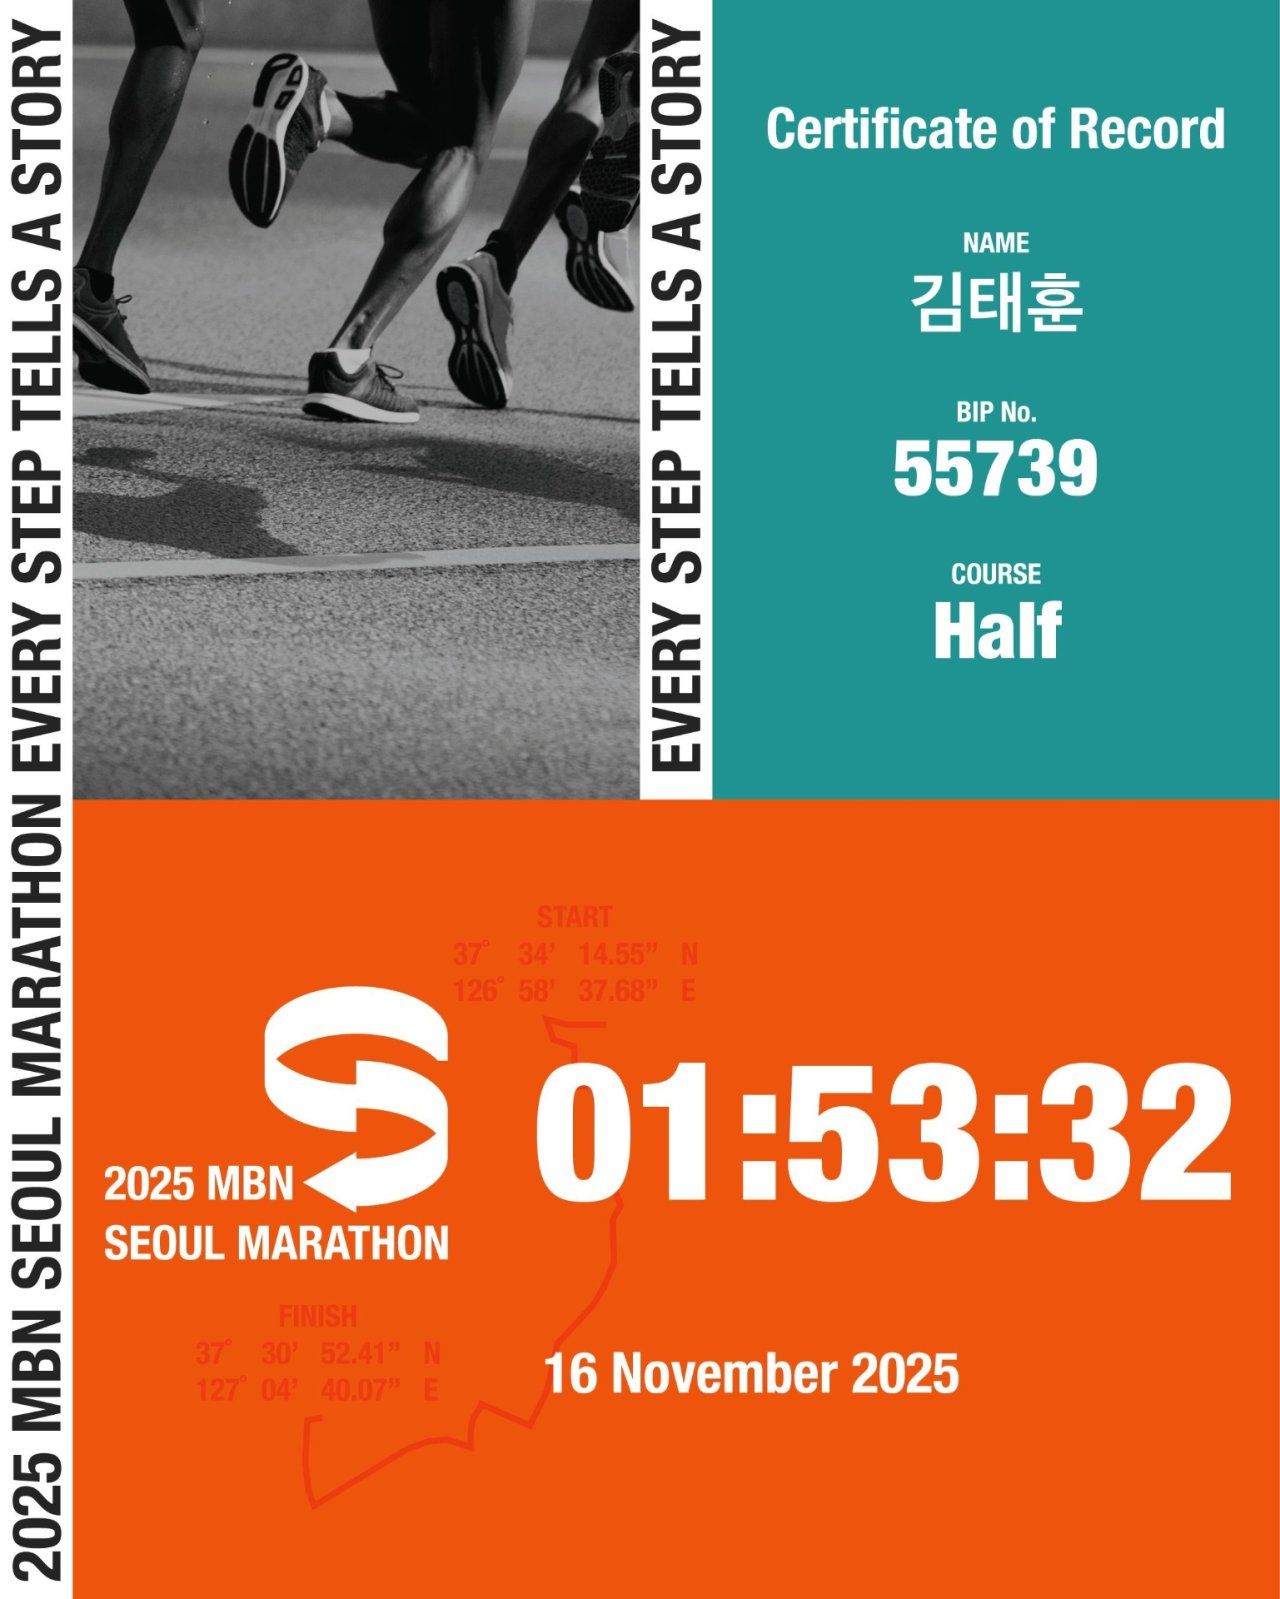 2025 MBN SEOUL MARATHON EVERY STEP TELLS A STORY
EVERY STEP TELLS A STORY
Certificate of Record
NAME
김태훈
BIP No.
55739
COURSE
Half
START
37° 34’ 14.55” N
126° 58’ 37.68” E
01:53:32
2025 MBN
SEOUL MARATHON
FINISH
37° 30’ 52.41” N
127° 04’ 40.07” E
16 November 2025